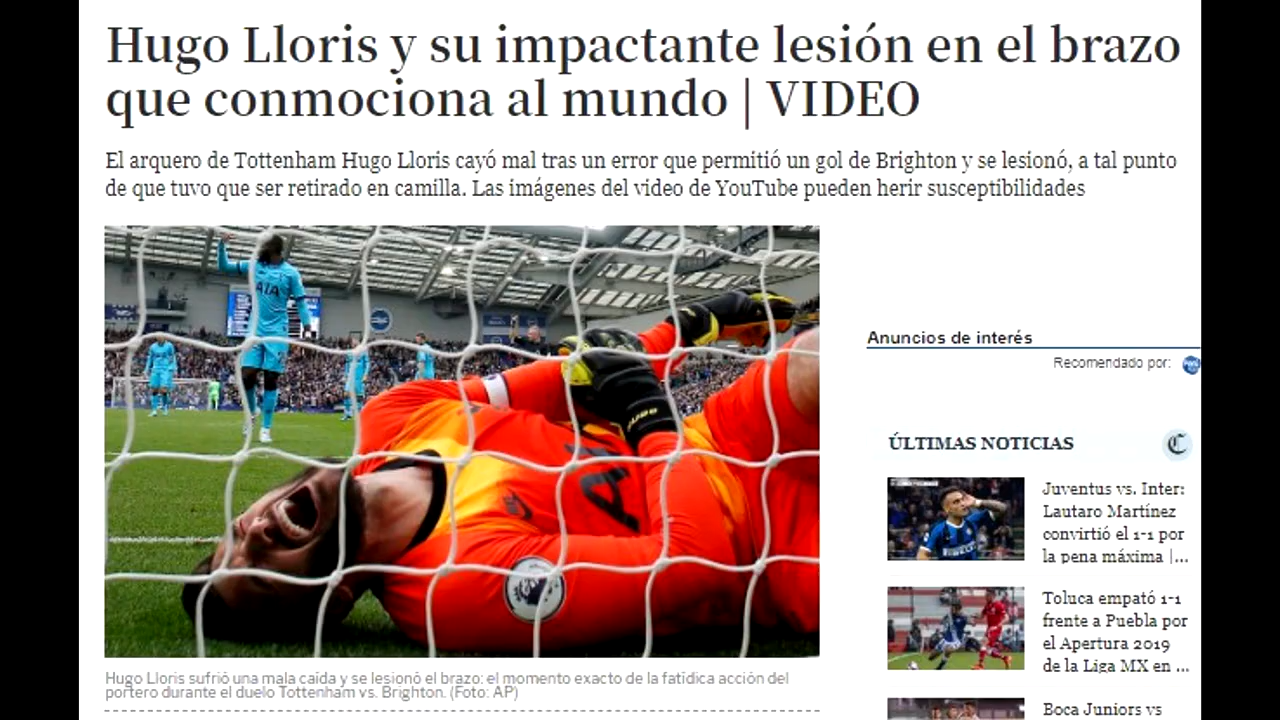 Hugo Lloris y su impactante lesión en el brazo
que conmociona al mundo | VIDEO
El arquero de Tottenham Hugo Lloris cayó mal tras un error que permitió un gol de Brighton y se lesionó, a tal punto
de que tuvo que ser retirado en camilla. Las imágenes del video de YouTube pueden herir susceptibilidades
AIA
Hugo Lloris sufrió una mala caída y se lesionó el brazo: el momento exacto de la fatídica acción del
portero durante el duelo Tottenham vs. Brighton. (Foto: AP)
Anuncios de interés
Recomendado por:
ÚLTIMAS NOTICIAS
Juventus vs. Inter:
Lautaro Martínez
convirtió el 1-1 por
la pena máxima |...
Toluca empató 1-1
frente a Puebla por
el Apertura 2019
de la Liga MX en ...
Boca Juniors vs